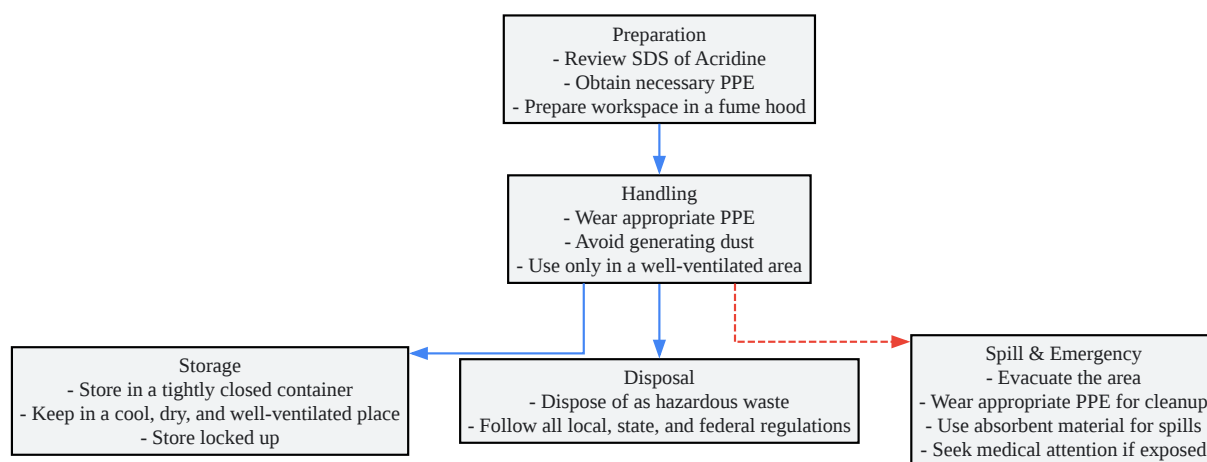 Preparation
- Review SDS of Acridine
- Obtain necessary PPE
- Prepare workspace in a fume hood
Handling
- Wear appropriate PPE
- Avoid generating dust
- Use only in a well-ventilated area
Storage
- Store in a tightly closed container
- Keep in a cool, dry, and well-ventilated place
- Store locked up
Disposal
- Dispose of as hazardous waste
- Follow all local, state, and federal regulations
Spill & Emergency
- Evacuate the area
- Wear appropriate PPE for cleanup
- Use absorbent material for spills
- Seek medical attention if exposed